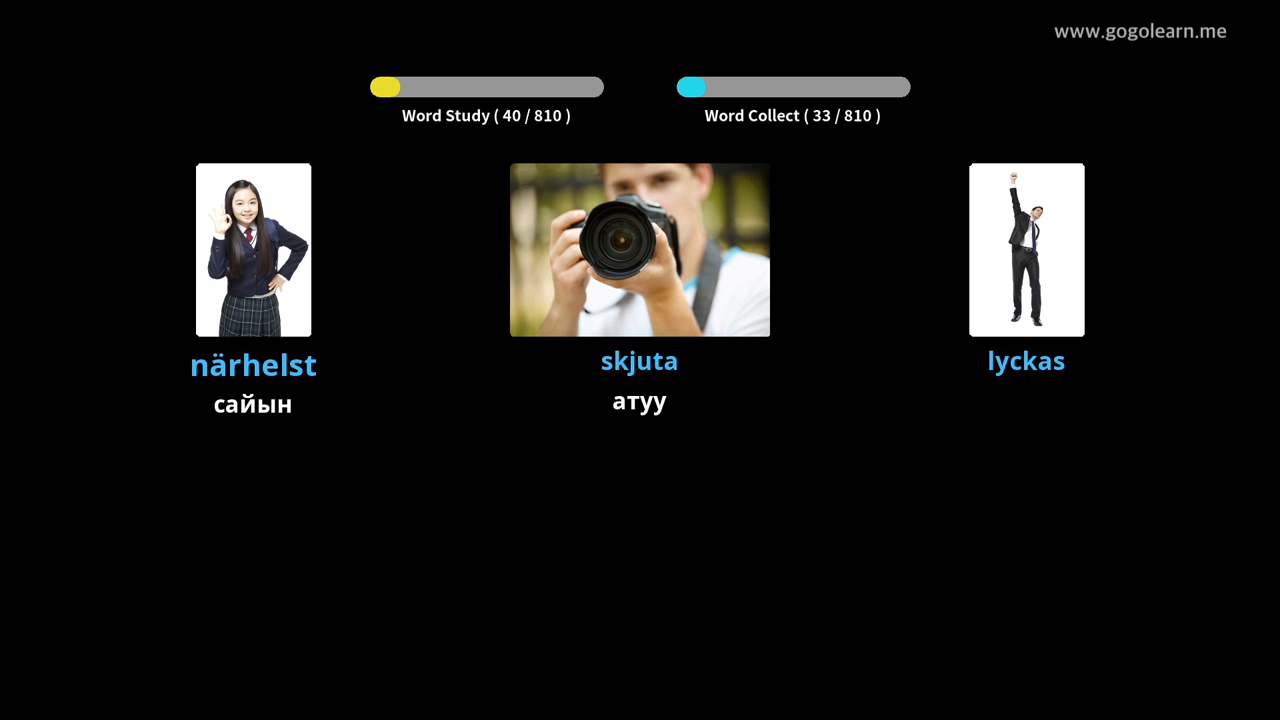 www.gogolearn.me
Word Study ( 40 / 810 )
Word Collect ( 33 / 810 )
närhelst
skjuta
lyckas
сайын
атуу